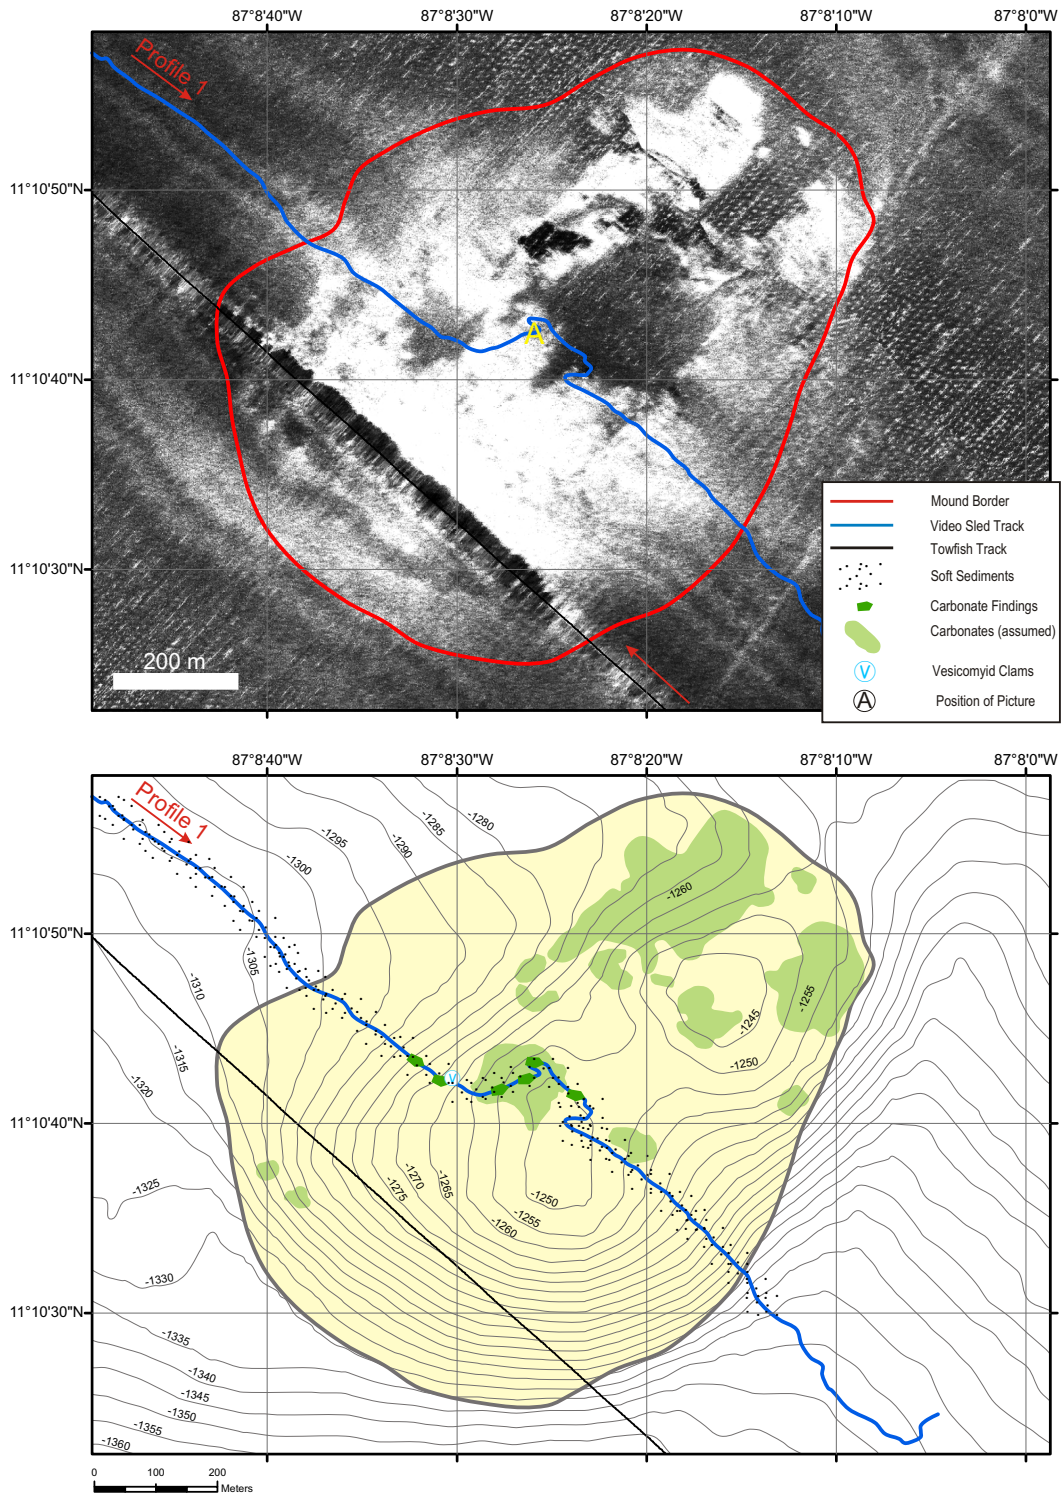 87°8'40"W 87°8'30"W 87°8'20"W 87°8'10"W 87°8'0"W
Profile 1
11°10'50"N
A
11°10'40"N
11°10'30"N
200 m
Mound Border
Video Sled Track
Towfish Track
Soft Sediments
Carbonate Findings
Carbonates (assumed)
V Vesicomyid Clams
A Position of Picture
87°8'40"W 87°8'30"W 87°8'20"W 87°8'10"W 87°8'0"W
Profile 1
-1280
-1285
-1295
-1290
-1300
-1260
11°10'50"N
-1305
-1310
-1255
-1245
-1315
-1250
V
-1320
11°10'40"N
-1270
-1265
-1275
-1325
-1250
-1255
-1260
-1330
11°10'30"N
-1335
-1340
-1345
-1350
-1355
-1360
0 100 200
Meters